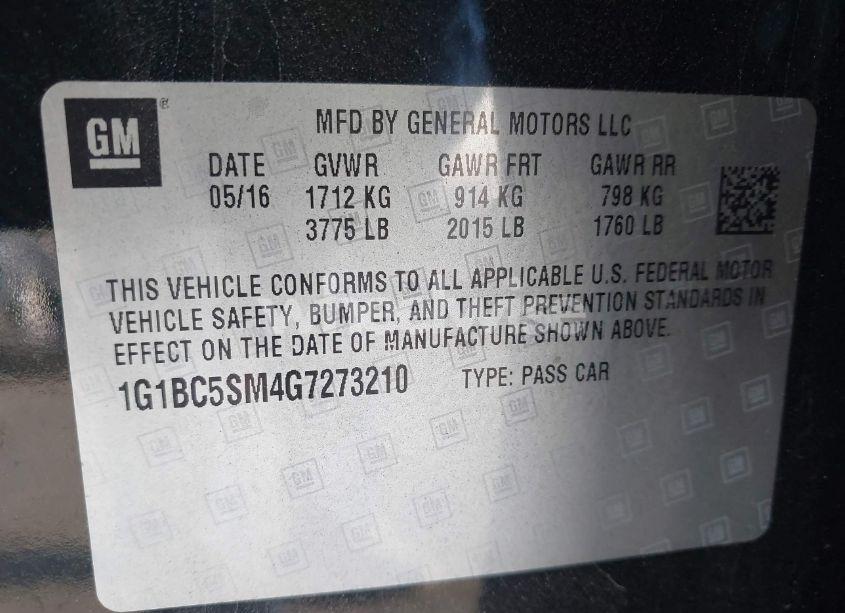 GM
MFD BY GENERAL MOTORS LLC
DATE GVWR GAWR FRT GAWR RR
05/16 1712 KG 914 KG 798 KG
3775 LB 2015 LB 1760 LB
THIS VEHICLE CONFORMS TO ALL APPLICABLE U.S. FEDERAL MOTOR
VEHICLE SAFETY, BUMPER, AND THEFT PREVENTION STANDARDS IN
EFFECT ON THE DATE OF MANUFACTURE SHOWN ABOVE.
1G1BC5SM4G7273210 TYPE: PASS CAR